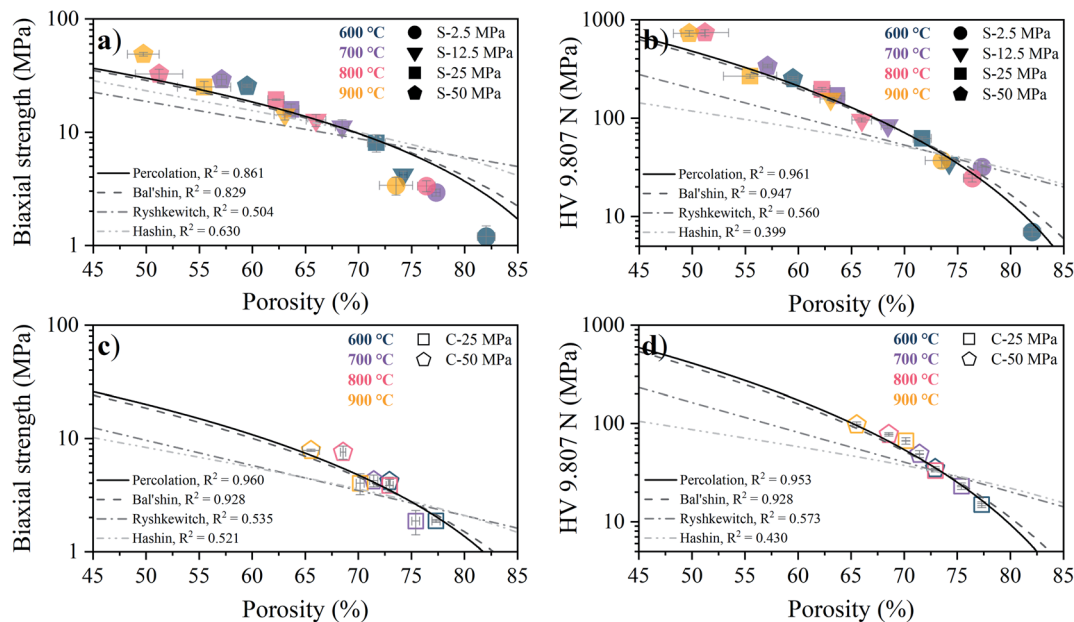 a)
600 °C
S-2.5 MPa
700 °C
S-12.5 MPa
800 °C
S-25 MPa
900 °C
S-50 MPa
Percolation, R² = 0.861
Bal'shin, R² = 0.829
Ryshkewitch, R² = 0.504
Hashin, R² = 0.630
100
10
1
Biaxial strength (MPa)
45 50 55 60 65 70 75 80 85
Porosity (%)
b)
600 °C
S-2.5 MPa
700 °C
S-12.5 MPa
800 °C
S-25 MPa
900 °C
S-50 MPa
Percolation, R² = 0.961
Bal'shin, R² = 0.947
Ryshkewitch, R² = 0.560
Hashin, R² = 0.399
1000
100
10
HV 9.807 N (MPa)
45 50 55 60 65 70 75 80 85
Porosity (%)
c)
600 °C
C-25 MPa
700 °C
C-50 MPa
800 °C
900 °C
Percolation, R² = 0.960
Bal'shin, R² = 0.928
Ryshkewitch, R² = 0.535
Hashin, R² = 0.521
100
10
1
Biaxial strength (MPa)
45 50 55 60 65 70 75 80 85
Porosity (%)
d)
600 °C
C-25 MPa
700 °C
C-50 MPa
800 °C
900 °C
Percolation, R² = 0.953
Bal'shin, R² = 0.928
Ryshkewitch, R² = 0.573
Hashin, R² = 0.430
1000
100
10
HV 9.807 N (MPa)
45 50 55 60 65 70 75 80 85
Porosity (%)